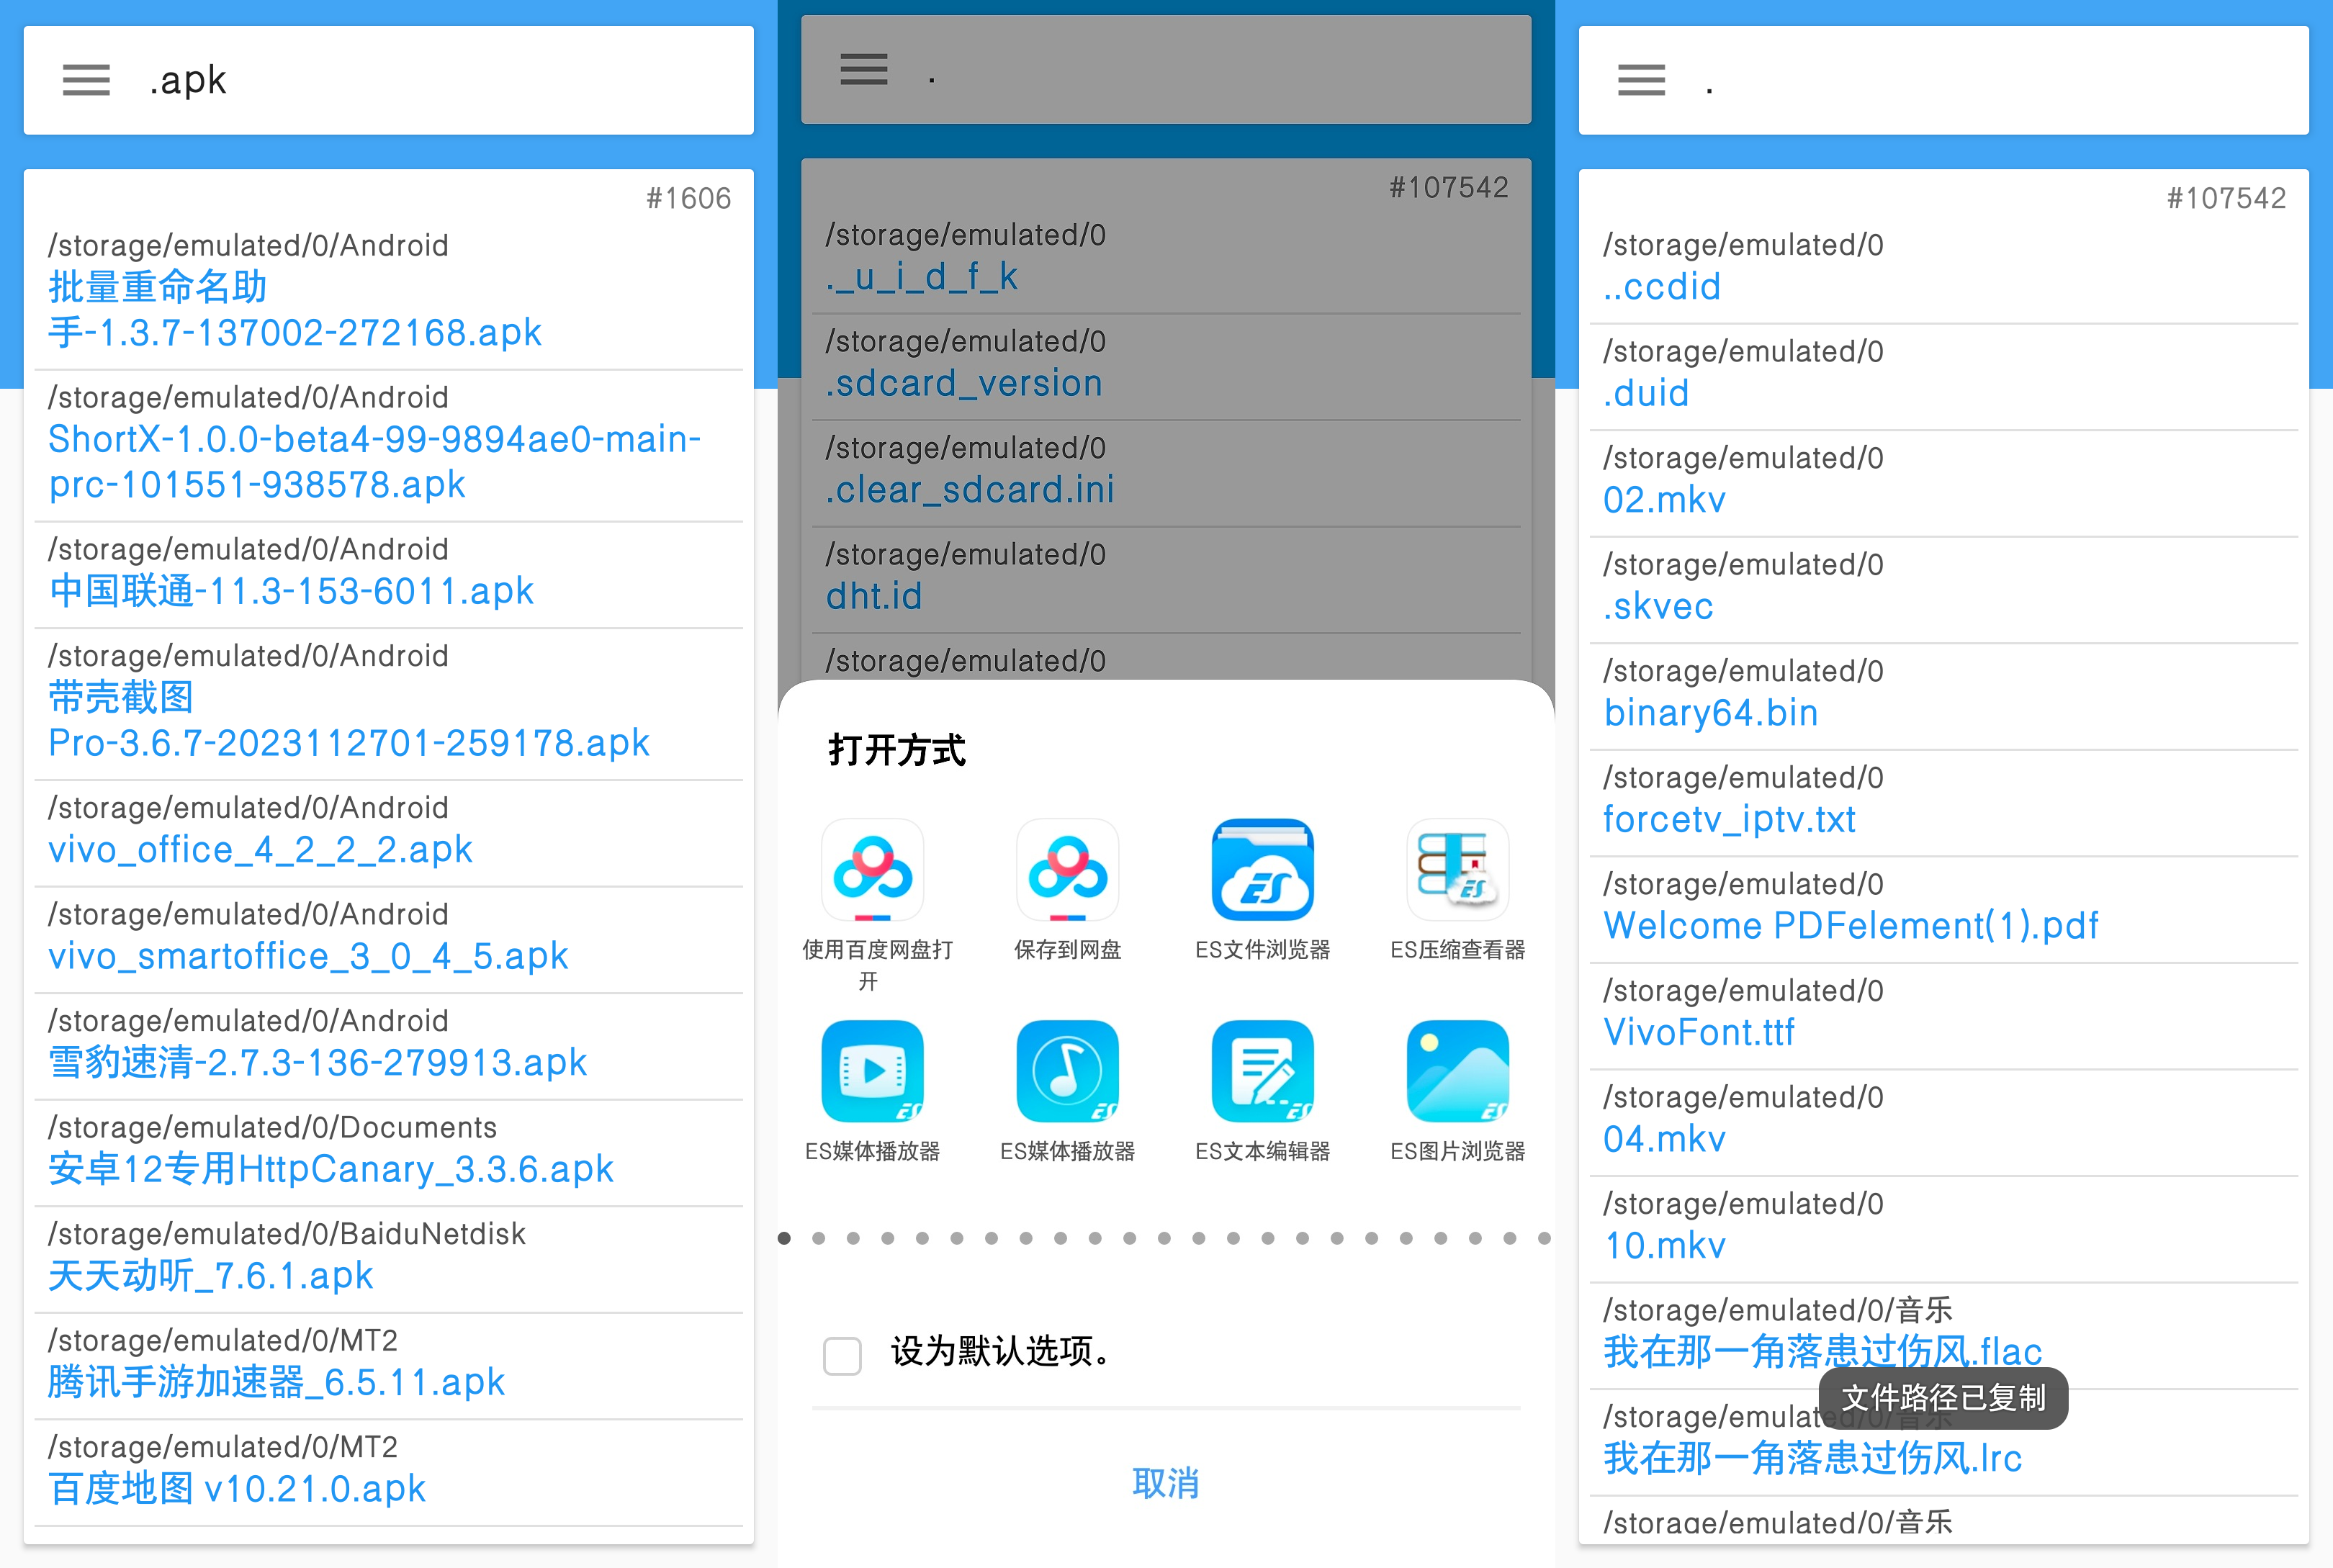 .apk
#1606
/storage/emulated/0/Android
批量重命名助
手-1.3.7-137002-272168.apk
/storage/emulated/0/Android
ShortX-1.0.0-beta4-99-9894ae0-main-
prc-101551-938578.apk
/storage/emulated/0/Android
中国联通-11.3-153-6011.apk
/storage/emulated/0/Android
带壳截图
Pro-3.6.7-2023112701-259178.apk
/storage/emulated/0/Android
vivo_office_4_2_2_2.apk
/storage/emulated/0/Android
vivo_smartoffice_3_0_4_5.apk
/storage/emulated/0/Android
雪豹速清-2.7.3-136-279913.apk
/storage/emulated/0/Documents
安卓12专用HttpCanary_3.3.6.apk
/storage/emulated/0/BaiduNetdisk
天天动听_7.6.1.apk
/storage/emulated/0/MT2
腾讯手游加速器_6.5.11.apk
/storage/emulated/0/MT2
百度地图 v10.21.0.apk
.
#107542
/storage/emulated/0
._u_i_d_f_k
/storage/emulated/0
.sdcard_version
/storage/emulated/0
.clear_sdcard.ini
/storage/emulated/0
dht.id
/storage/emulated/0
打开方式
使用百度网盘打
开
保存到网盘
ES文件浏览器
ES压缩查看器
ES媒体播放器
ES媒体播放器
ES文本编辑器
ES图片浏览器
设为默认选项。
取消
.
#107542
/storage/emulated/0
..ccdid
/storage/emulated/0
.duid
/storage/emulated/0
02.mkv
/storage/emulated/0
.skvec
/storage/emulated/0
binary64.bin
/storage/emulated/0
forcetv_iptv.txt
/storage/emulated/0
Welcome PDFelement(1).pdf
/storage/emulated/0
VivoFont.ttf
/storage/emulated/0
04.mkv
/storage/emulated/0
10.mkv
/storage/emulated/0/音乐
我在那一角落患过伤风.flac
文件路径已复制
/storage/emulated/0/音乐
我在那一角落患过伤风.lrc
/storage/emulated/0/音乐